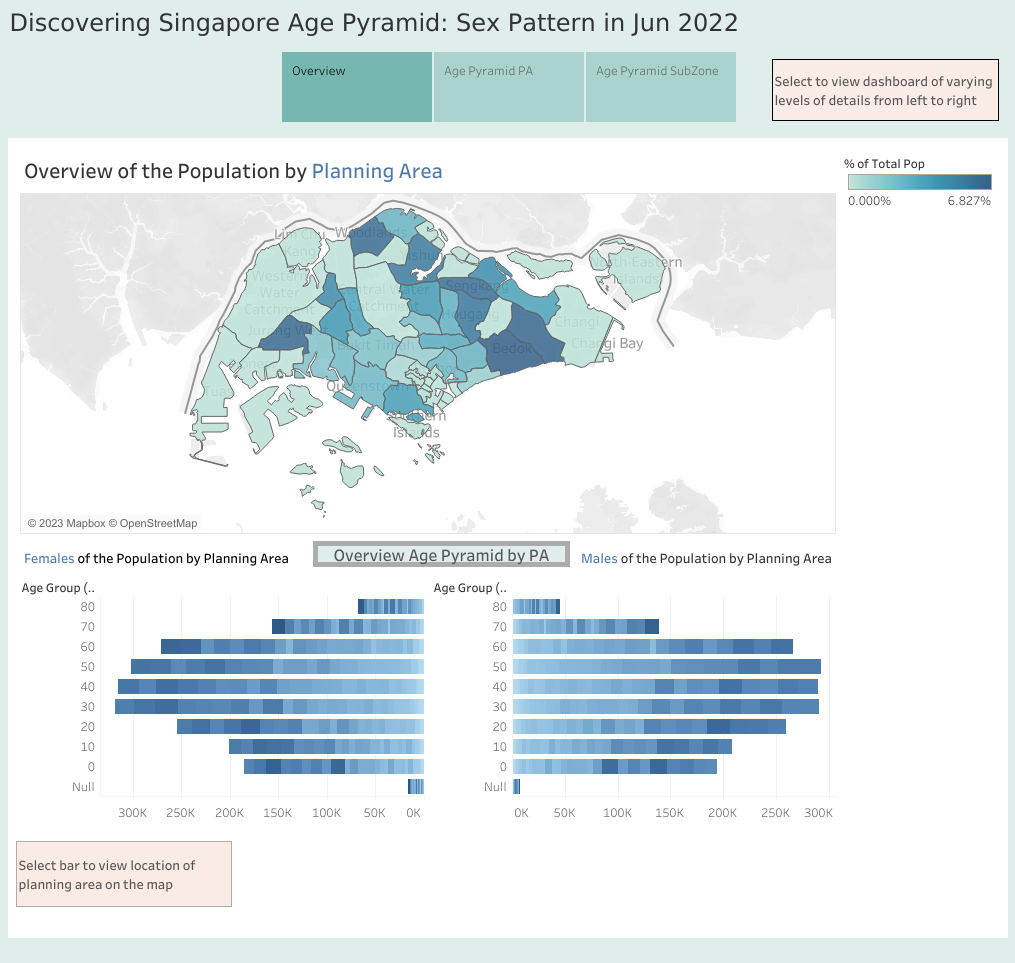 Discovering Singapore Age Pyramid: Sex Pattern in Jun 2022
Overview
Age Pyramid PA
Age Pyramid SubZone
Select to view dashboard of varying
levels of details from left to right
Overview of the Population by Planning Area
% of Total Pop
0.000%
6.827%
Lim Chu
Kang
Woodlands
Western
Water
Catchment
Catchment
Sengkang
Hougang
Changi
Changi Bay
Jurong West
Bukit Timah
Bedok
Queenstown
Tuas
Islands
Islands
© 2023 Mapbox © OpenStreetMap
Females of the Population by Planning Area
Overview Age Pyramid by PA
Males of the Population by Planning Area
Age Group (..
80
70
60
50
40
30
20
10
0
Null
300K
250K
200K
150K
100K
50K
0K
Age Group (..
80
70
60
50
40
30
20
10
0
Null
0K
50K
100K
150K
200K
250K
300K
Select bar to view location of
planning area on the map